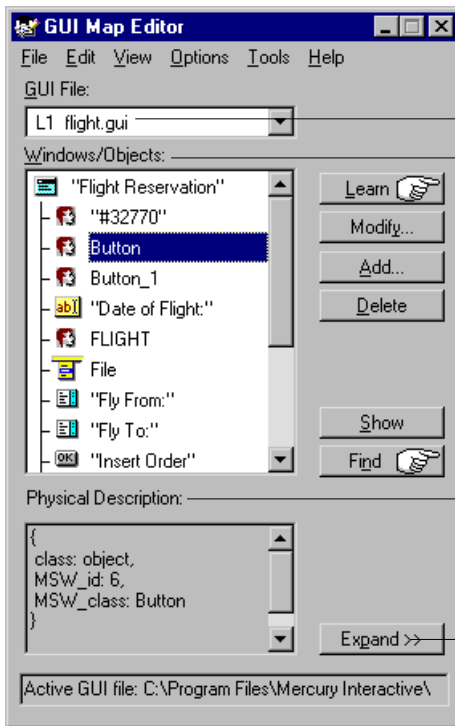 GUI Map Editor
File Edit View Options Tools Help
GUI File:
L1 flight.gui
Windows/Objects:
"Flight Reservation"
"#32770"
Button
Button_1
"Date of Flight:"
FLIGHT
File
"Fly From:"
"Fly To:"
"Insert Order"
Learn
Modify...
Add...
Delete
Show
Find
Physical Description:
{
class: object,
MSW_id: 6,
MSW_class: Button
}
Expand >>
Active GUI file: C:\Program Files\Mercury Interactive\